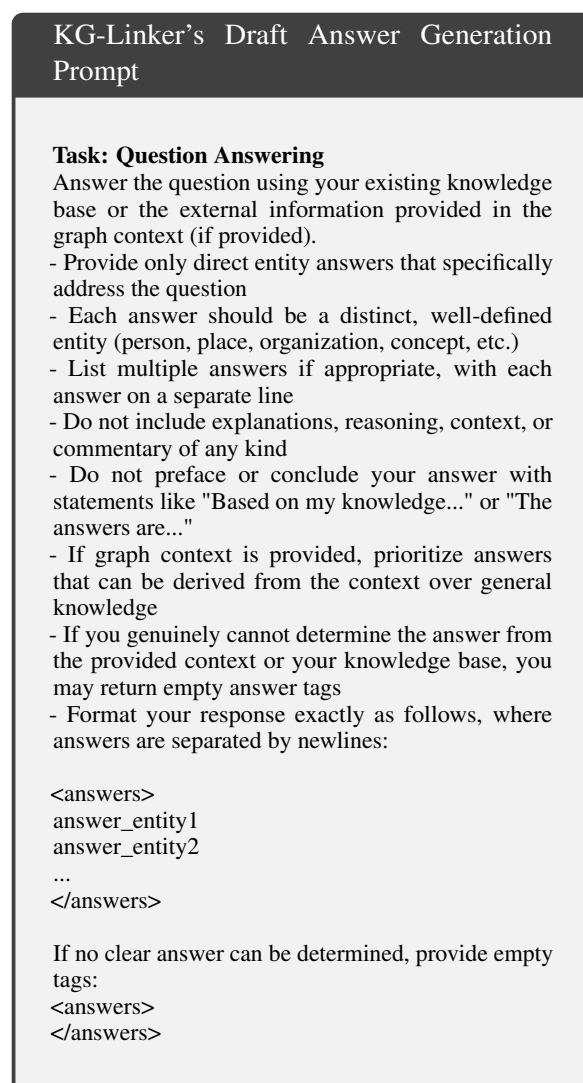 KG-Linker's Draft Answer Generation
Prompt
Task: Question Answering
Answer the question using your existing knowledge
base or the external information provided in the
graph context (if provided).
- Provide only direct entity answers that specifically
address the question
- Each answer should be a distinct, well-defined
entity (person, place, organization, concept, etc.)
- List multiple answers if appropriate, with each
answer on a separate line
- Do not include explanations, reasoning, context, or
commentary of any kind
- Do not preface or conclude your answer with
statements like "Based on my knowledge..." or "The
answers are..."
- If graph context is provided, prioritize answers
that can be derived from the context over general
knowledge
- If you genuinely cannot determine the answer from
the provided context or your knowledge base, you
may return empty answer tags
- Format your response exactly as follows, where
answers are separated by newlines:
<answers>
answer_entity1
answer_entity2
...
</answers>
If no clear answer can be determined, provide empty
tags:
<answers>
</answers>